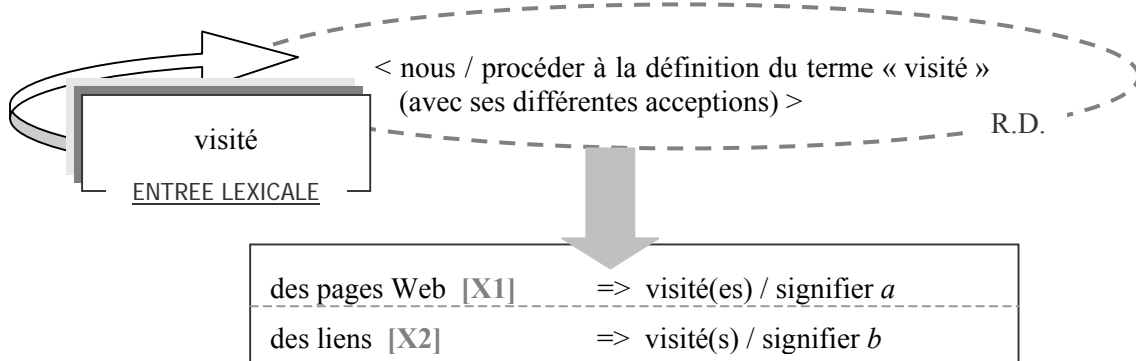 < nous / procéder à la définition du terme « visité »
(avec ses différentes acceptions) >
R.D.
visité
ENTREE LEXICALE
des pages Web [X1] => visité(es) / signifier a
des liens [X2] => visité(s) / signifier b